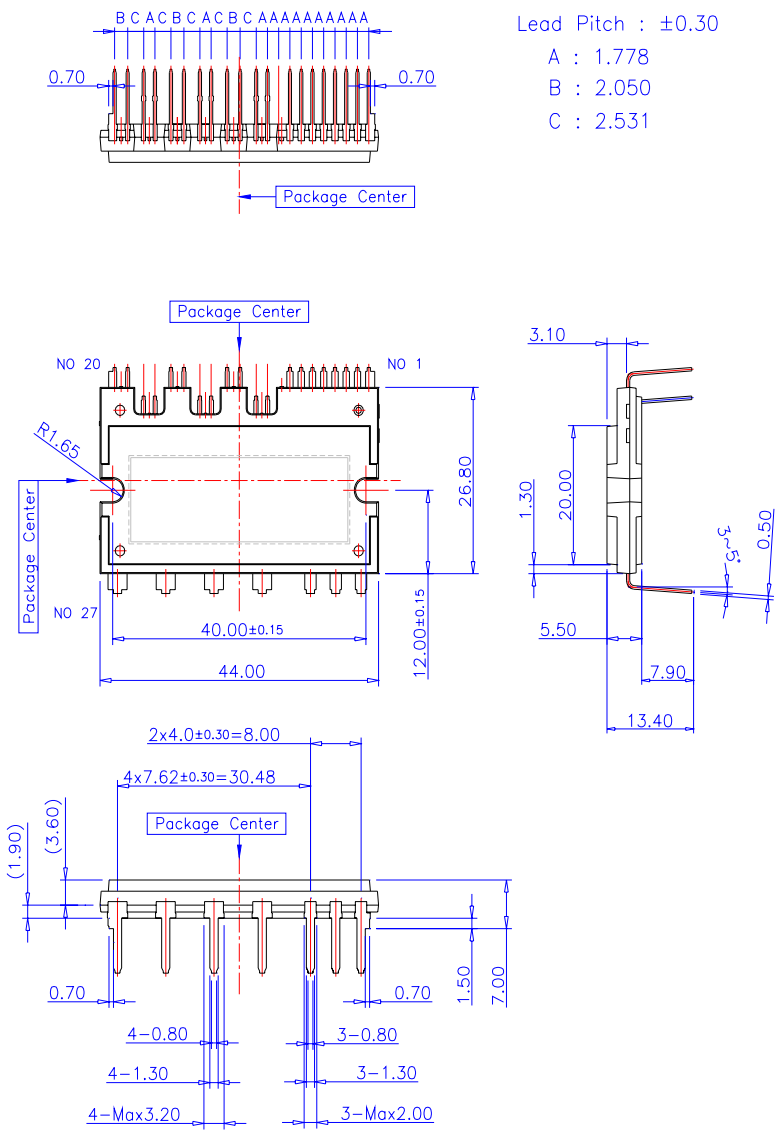 B C A C B C A C B C A A A A A A A A A A
Lead Pitch : ±0.30
A : 1.778
B : 2.050
C : 2.531
0.70
0.70
Package Center
Package Center
NO 20
NO 1
3.10
R1.65
26.80
1.30
20.00
3~5°
0.50
Package Center
NO 27
40.00±0.15
12.00±0.15
44.00
5.50
7.90
13.40
2x4.0±0.30=8.00
4x7.62±0.30=30.48
Package Center
(1.90)
(3.60)
0.70
0.70
1.50
7.00
4-0.80
3-0.80
4-1.30
3-1.30
4-Max3.20
3-Max2.00